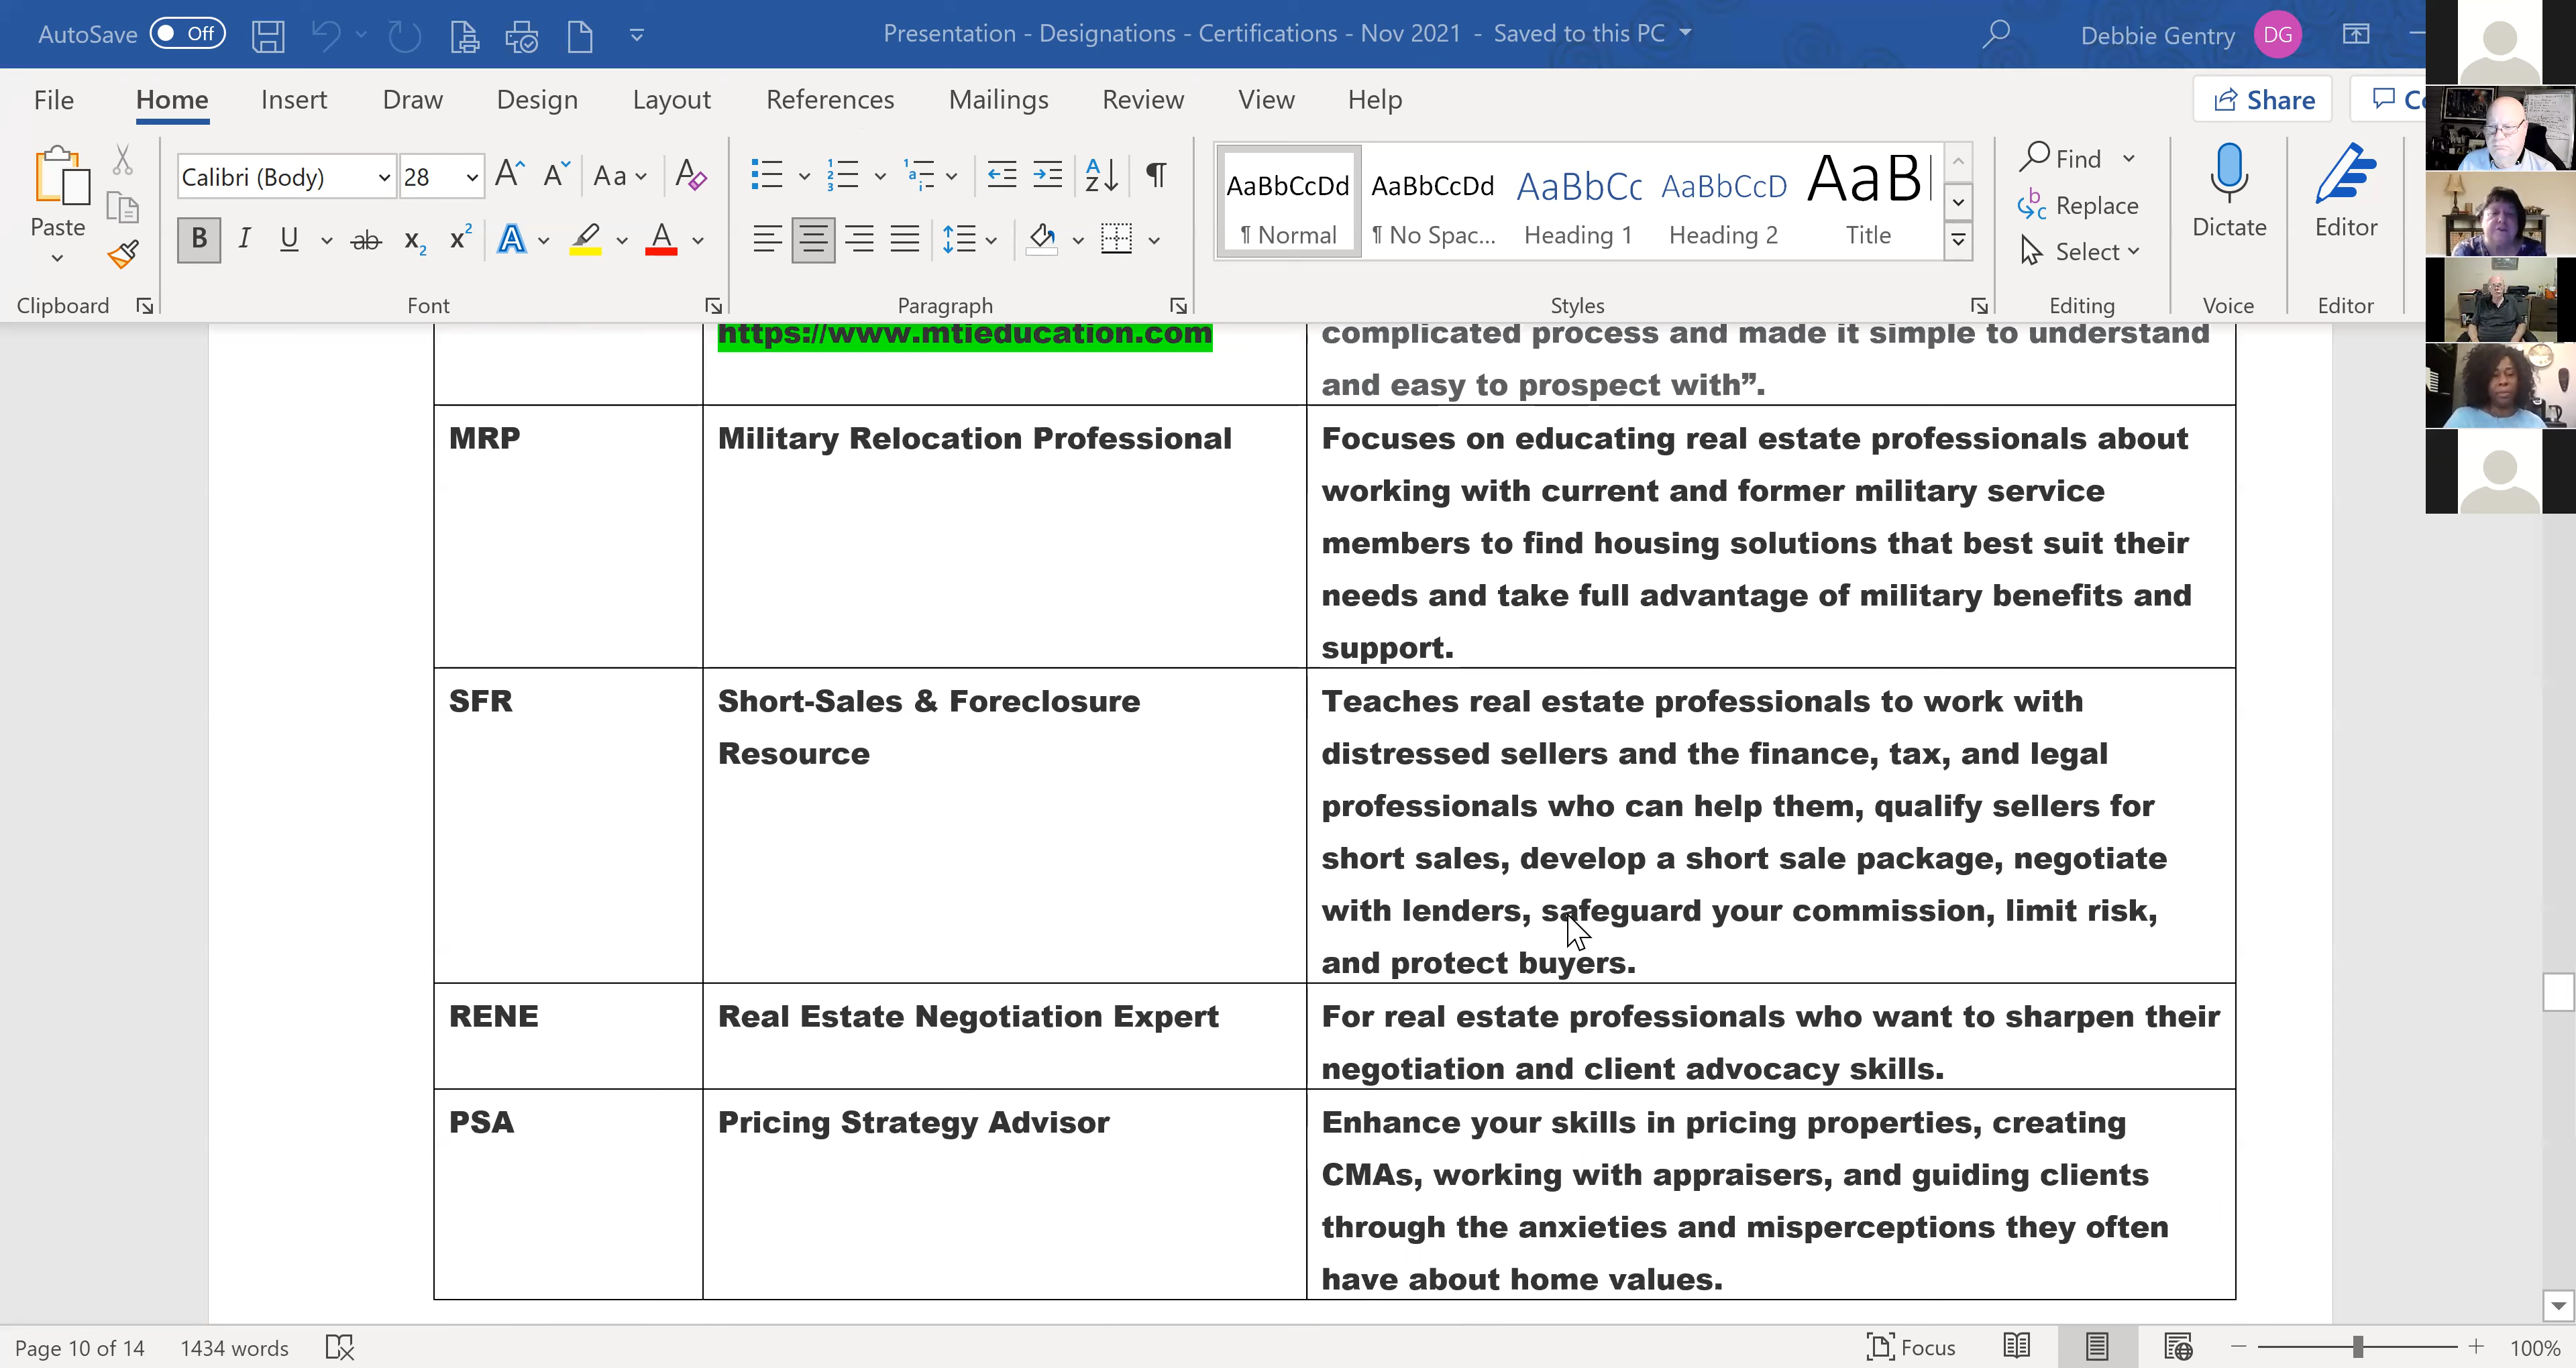 AutoSave Off Presentation - Designations - Certifications - Nov 2021 - Saved to this PC Debbie Gentry DG
File Home Insert Draw Design Layout References Mailings Review View Help Share
Paste
Calibri (Body) 28
Aa
B I U ab x2 x2 A A
AaBbCcDd AaBbCcDd AaBbCc AaBbCcD AaB
¶ Normal ¶ No Spac... Heading 1 Heading 2 Title
Find
Replace
Select
Dictate
Editor
Clipboard Font Paragraph Styles Editing Voice Editor
https://www.mtieducation.com
complicated process and made it simple to understand
and easy to prospect with”.
MRP
Military Relocation Professional
Focuses on educating real estate professionals about
working with current and former military service
members to find housing solutions that best suit their
needs and take full advantage of military benefits and
support.
SFR
Short-Sales & Foreclosure
Resource
Teaches real estate professionals to work with
distressed sellers and the finance, tax, and legal
professionals who can help them, qualify sellers for
short sales, develop a short sale package, negotiate
with lenders, safeguard your commission, limit risk,
and protect buyers.
RENE
Real Estate Negotiation Expert
For real estate professionals who want to sharpen their
negotiation and client advocacy skills.
PSA
Pricing Strategy Advisor
Enhance your skills in pricing properties, creating
CMAs, working with appraisers, and guiding clients
through the anxieties and misperceptions they often
have about home values.
Page 10 of 14 1434 words Focus 100%